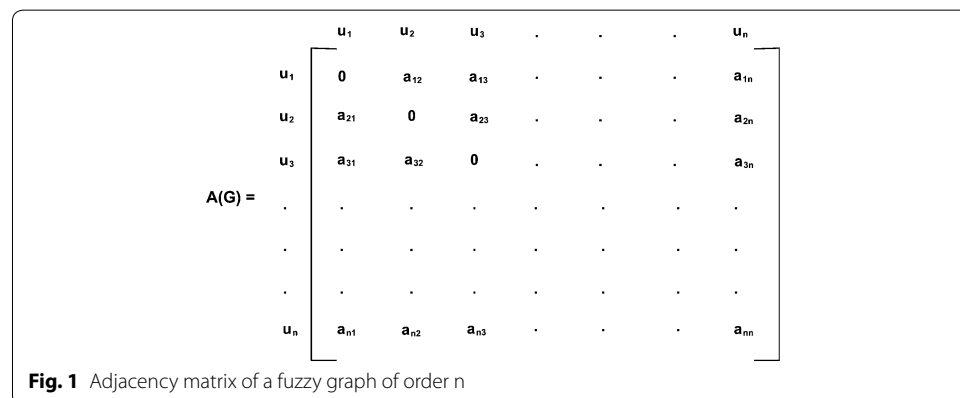 u₁ u₂ u₃ . . . uₙ
u₁ 0 a₁₂ a₁₃ . . . a₁ₙ
u₂ a₂₁ 0 a₂₃ . . . a₂ₙ
u₃ a₃₁ a₃₂ 0 . . . a₃ₙ
A(G) =
. . . . . . . .
. . . . . . . .
. . . . . . . .
uₙ aₙ₁ aₙ₂ aₙ₃ . . . aₙₙ
Fig. 1 Adjacency matrix of a fuzzy graph of order n